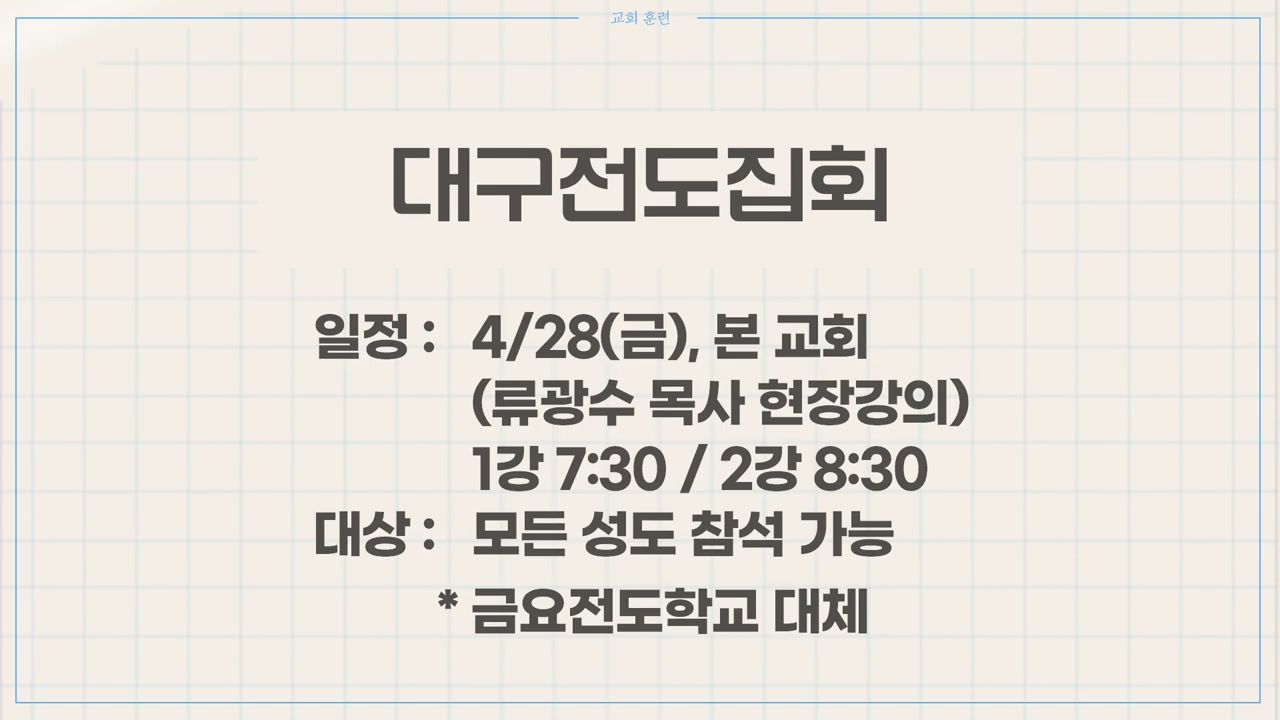 교회 훈련
대구전도집회
일정 : 4/28(금), 본 교회
(류광수 목사 현장강의)
1강 7:30 / 2강 8:30
대상 : 모든 성도 참석 가능
* 금요전도학교 대체